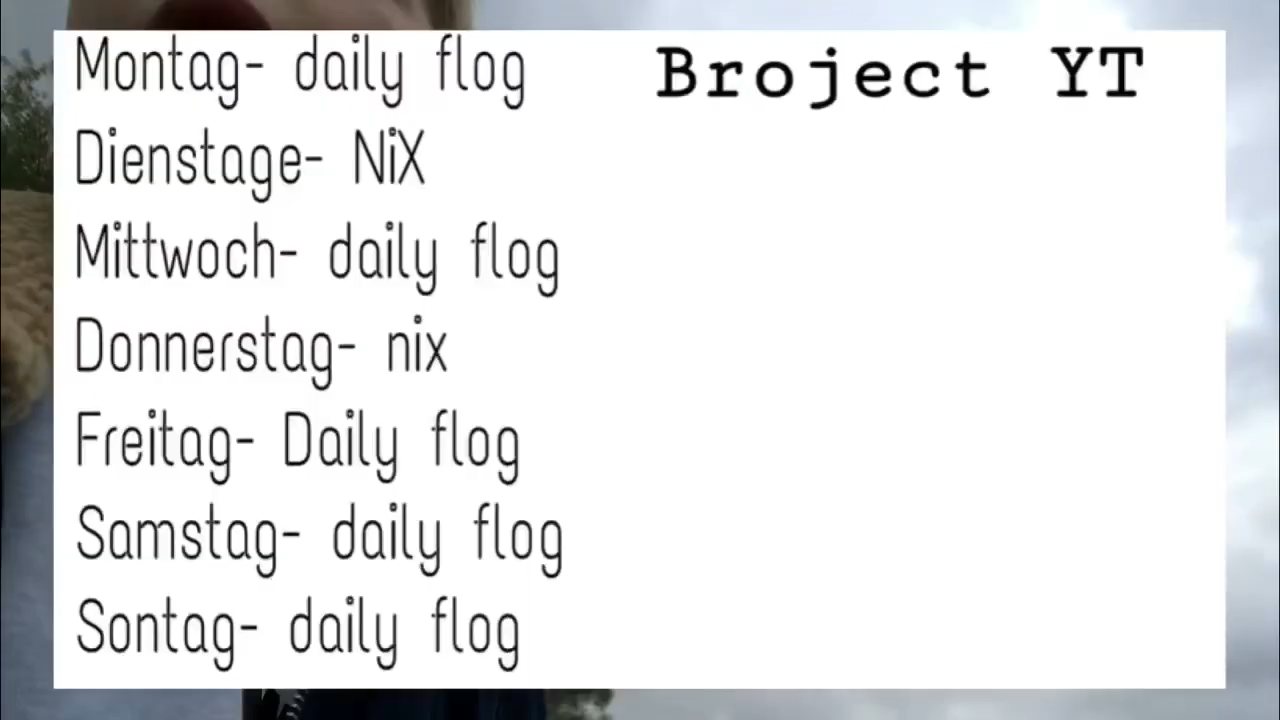 Montag- daily flog
Broject YT
Dienstage- NiX
Mittwoch- daily flog
Donnerstag- nix
Freitag- Daily flog
Samstag- daily flog
Sontag- daily flog